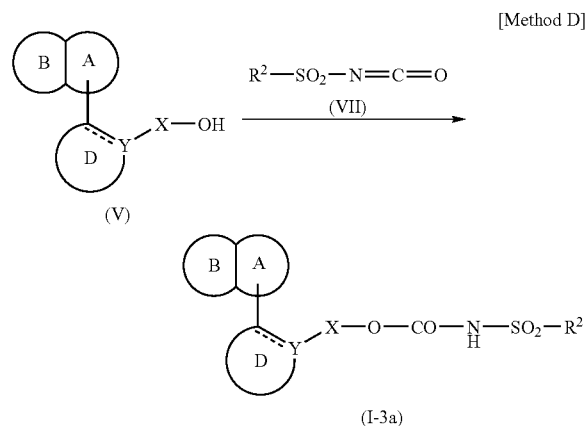 [Method D]
B A
R²—SO₂—N=C=O
(VII)
X—OH
Y
D
(V)
B A
X—O—CO—N—SO₂—R²
H
Y
D
(I-3a)